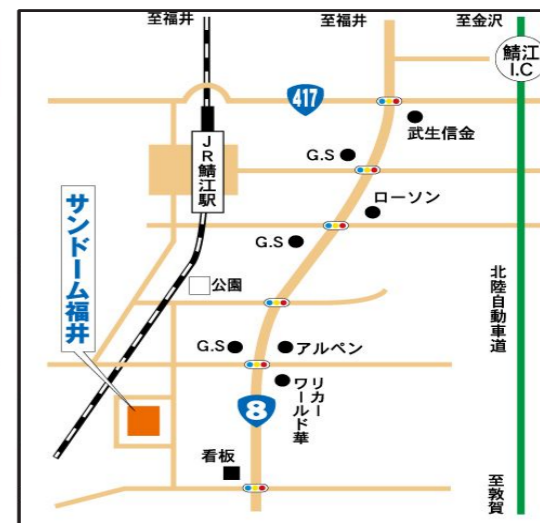 至福井
至福井
至金沢
鯖江
I.C
417
武生信金
G.S
JR鯖江駅
ローソン
G.S
サンドーム福井
公園
北陸自動車道
G.S
アルペン
リカー
ワールド華
8
看板
至敦賀